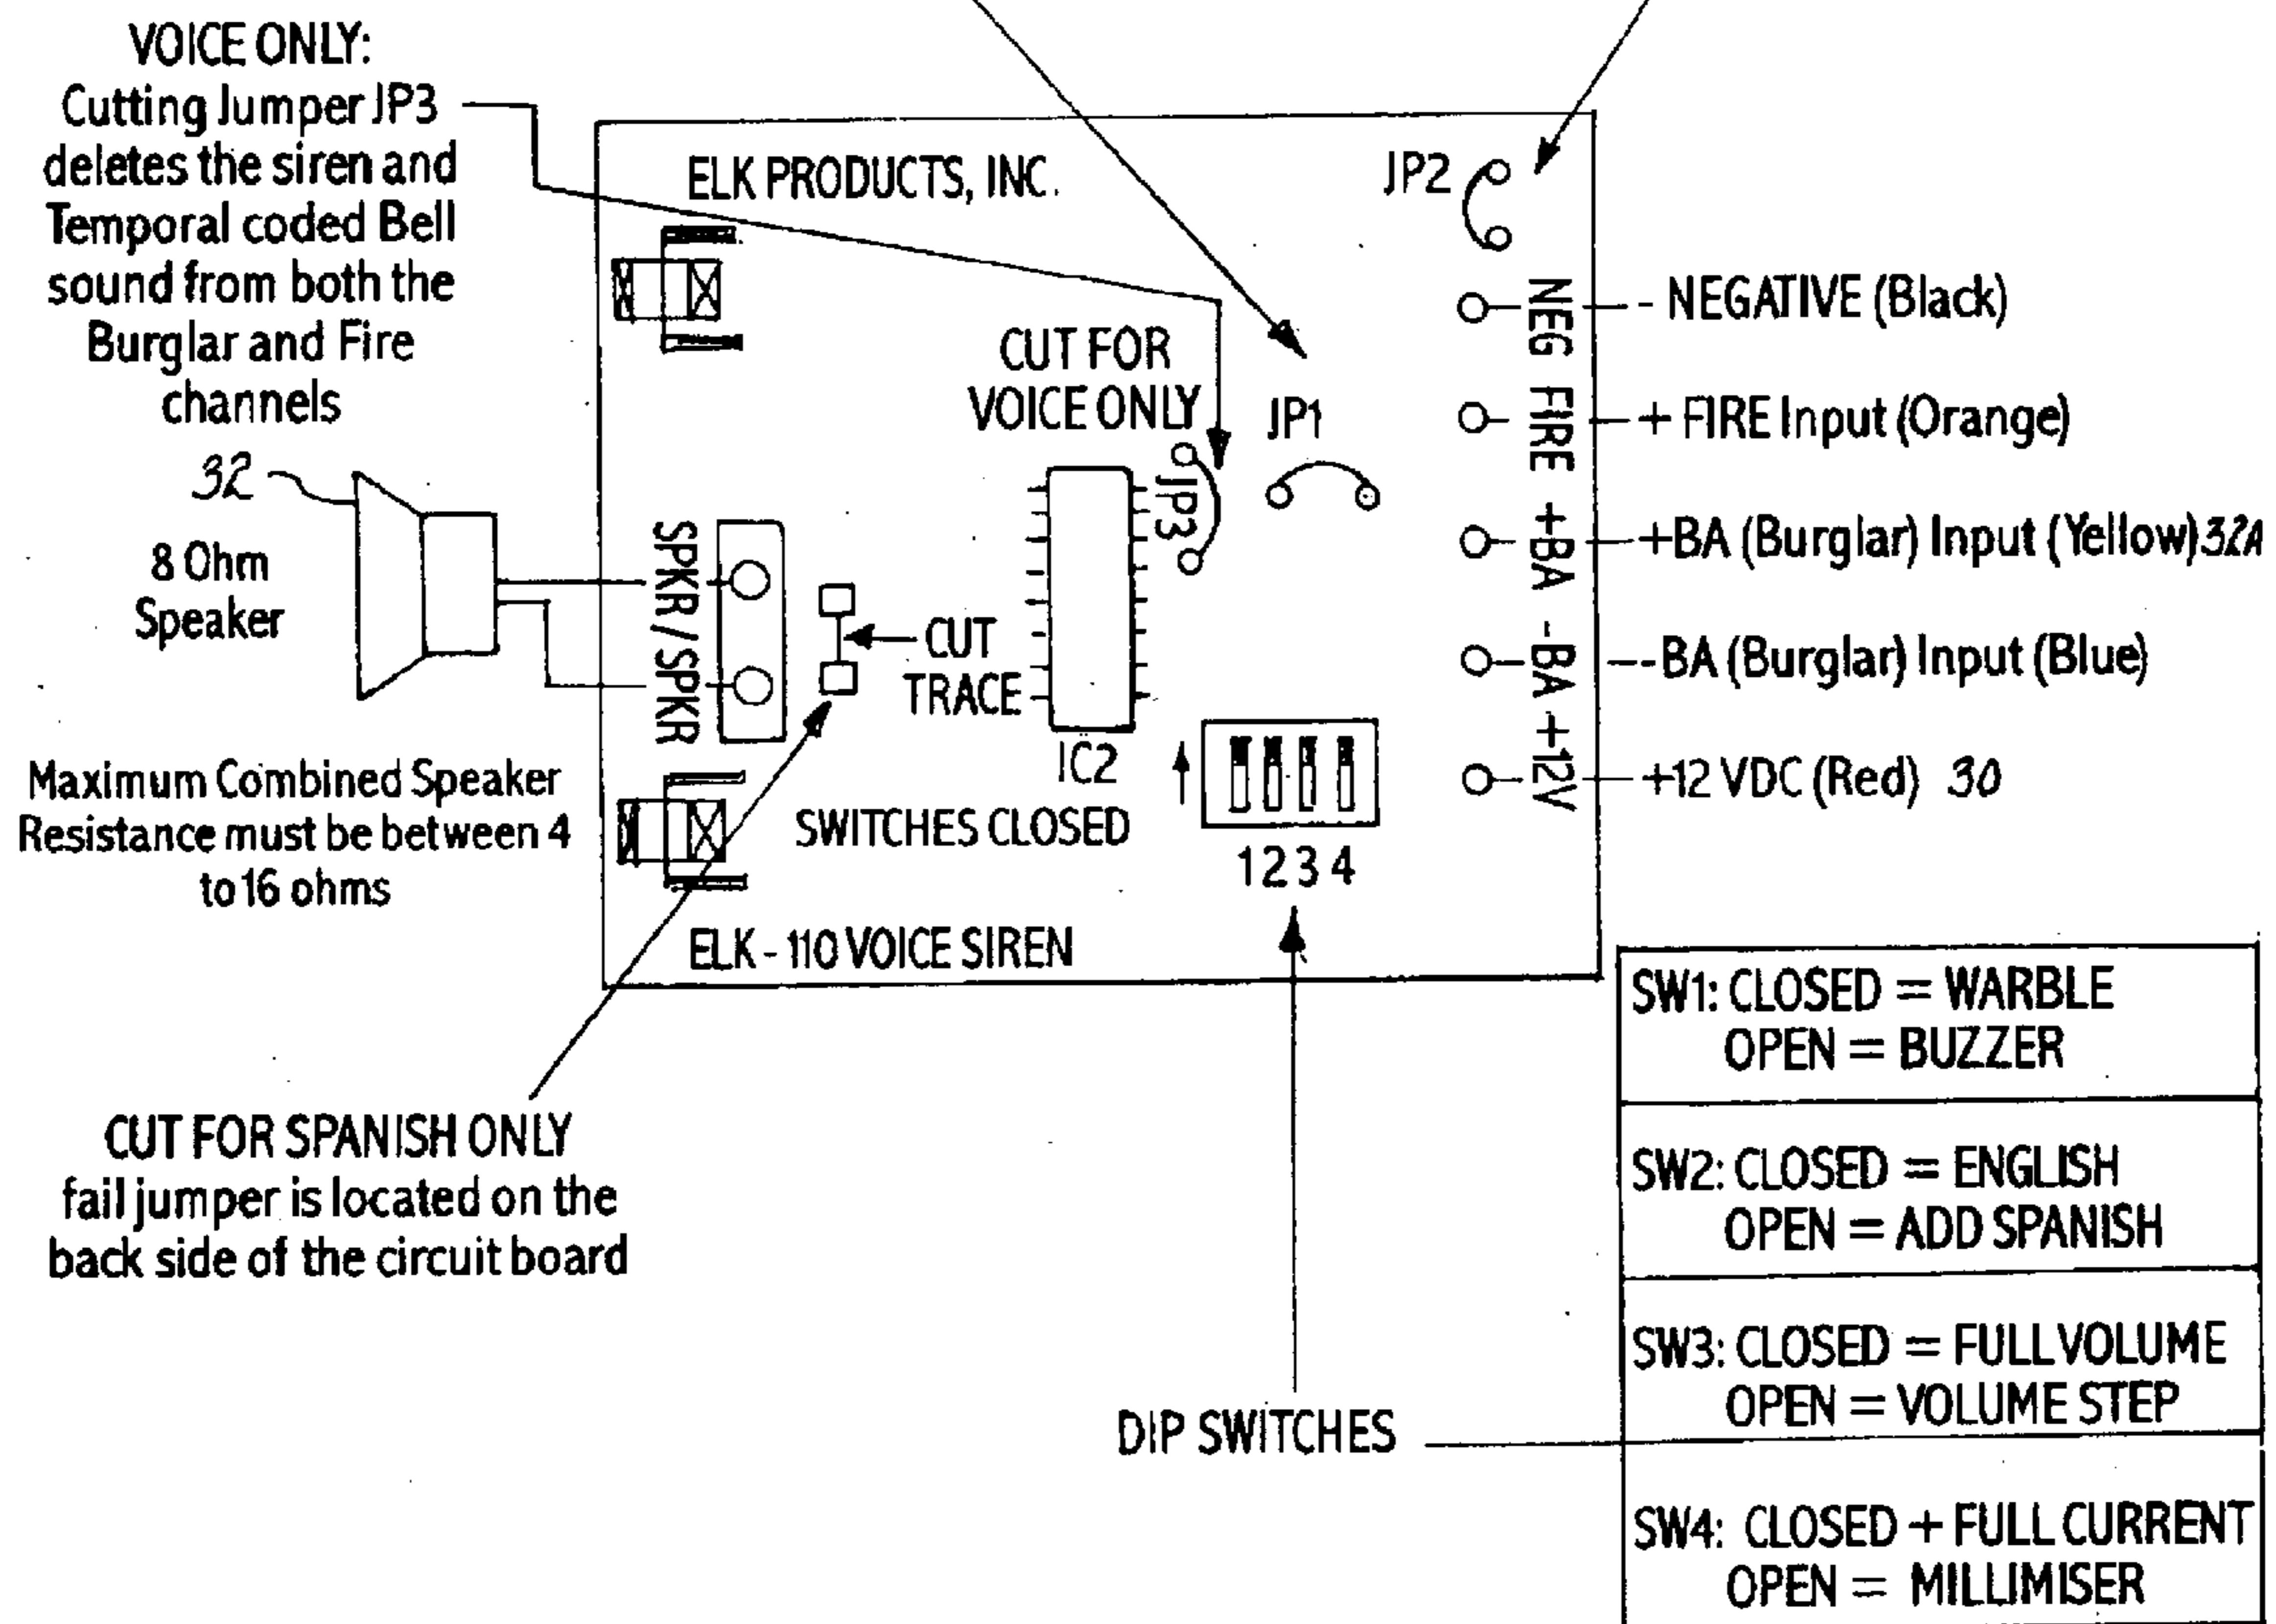 VOICE ONLY:
Cutting Jumper JP3
deletes the siren and
Temporal coded Bell
sound from both the
Burglar and Fire
channels
32
8 Ohm
Speaker
Maximum Combined Speaker
Resistance must be between 4
to 16 ohms
CUT FOR SPANISH ONLY
fail jumper is located on the
back side of the circuit board
ELK PRODUCTS, INC.
JP2
CUT FOR
VOICE ONLY
JP1
JP3
SPKR / SPKR
CUT
TRACE
IC2
SWITCHES CLOSED
1 2 3 4
ELK - 110 VOICE SIREN
NEG FIRE +BA -BA +12V
- NEGATIVE (Black)
+ FIRE Input (Orange)
+BA (Burglar) Input (Yellow) 32A
--BA (Burglar) Input (Blue)
+12 VDC (Red) 30
DIP SWITCHES
SW1: CLOSED = WARBLE
OPEN = BUZZER
SW2: CLOSED = ENGLISH
OPEN = ADD SPANISH
SW3: CLOSED = FULL VOLUME
OPEN = VOLUME STEP
SW4: CLOSED + FULL CURRENT
OPEN = MILLIMISER